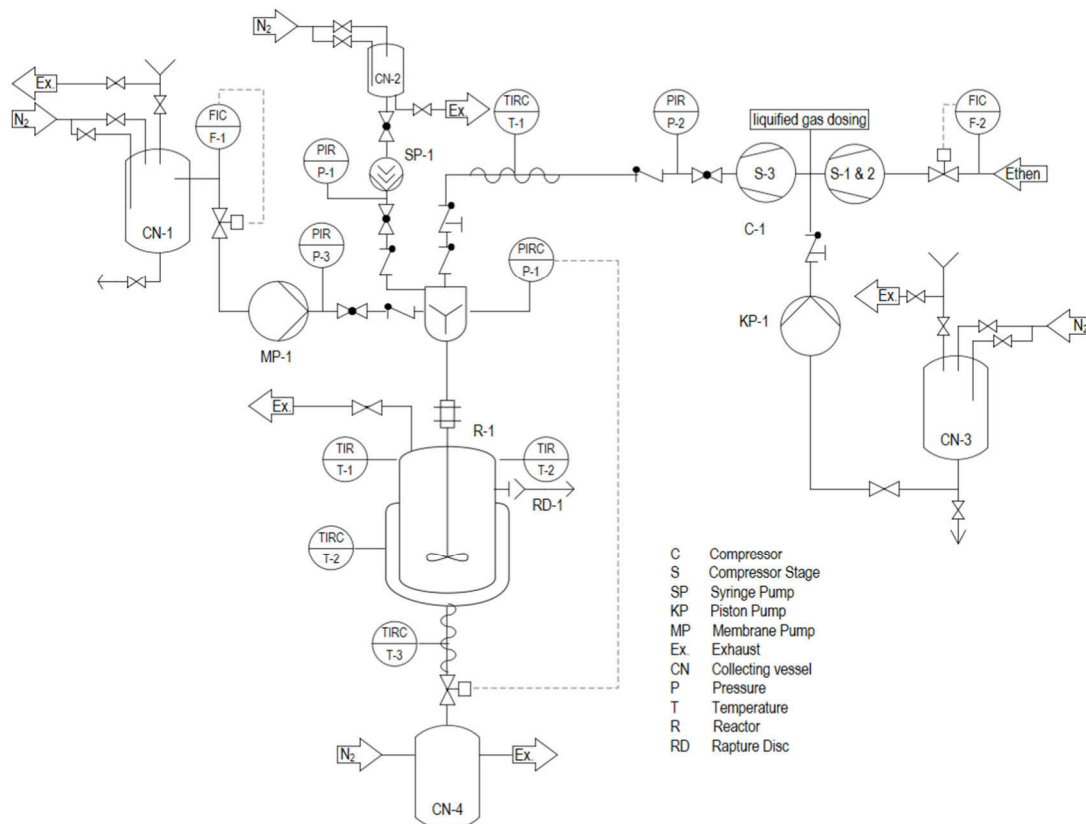 N₂
Ex.
N₂
CN-1
FIC
F-1
CN-2
Ex.
SP-1
PIR
P-1
PIR
P-3
MP-1
TIRC
T-1
PIRC
P-1
PIR
P-2
liquified gas dosing
FIC
F-2
S-3
S-1 & 2
Ethen
C-1
KP-1
Ex.
N₂
CN-3
Ex.
R-1
TIR
T-1
TIR
T-2
RD-1
TIRC
T-2
TIRC
T-3
N₂
Ex.
CN-4
C Compressor
S Compressor Stage
SP Syringe Pump
KP Piston Pump
MP Membrane Pump
Ex. Exhaust
CN Collecting vessel
P Pressure
T Temperature
R Reactor
RD Rapture Disc